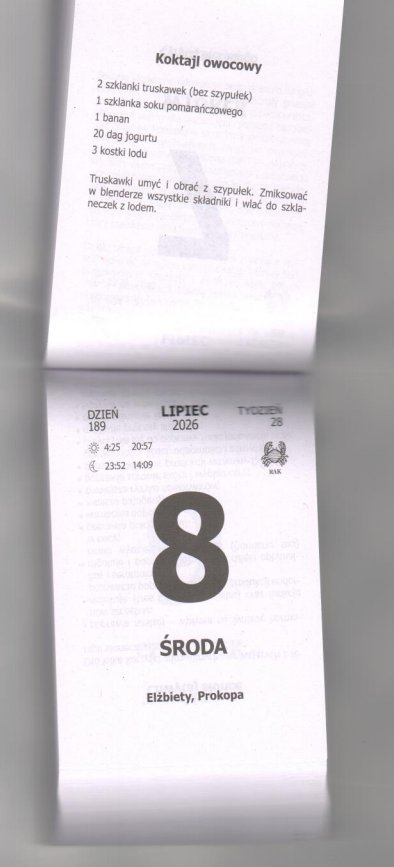 Koktajl owocowy
2 szklanki truskawek (bez szypułek)
1 szklanka soku pomarańczowego
1 banan
20 dag jogurtu
3 kostki lodu
Truskawki umyć i obrać z szypułek. Zmiksować
w blenderze wszystkie składniki i wlać do szkla-
neczek z lodem.
DZIEŃ LIPIEC TYDZIEŃ
189 2026 28
4:25 20:57
23:52 14:09
RAK
8
ŚRODA
Elżbiety, Prokopa